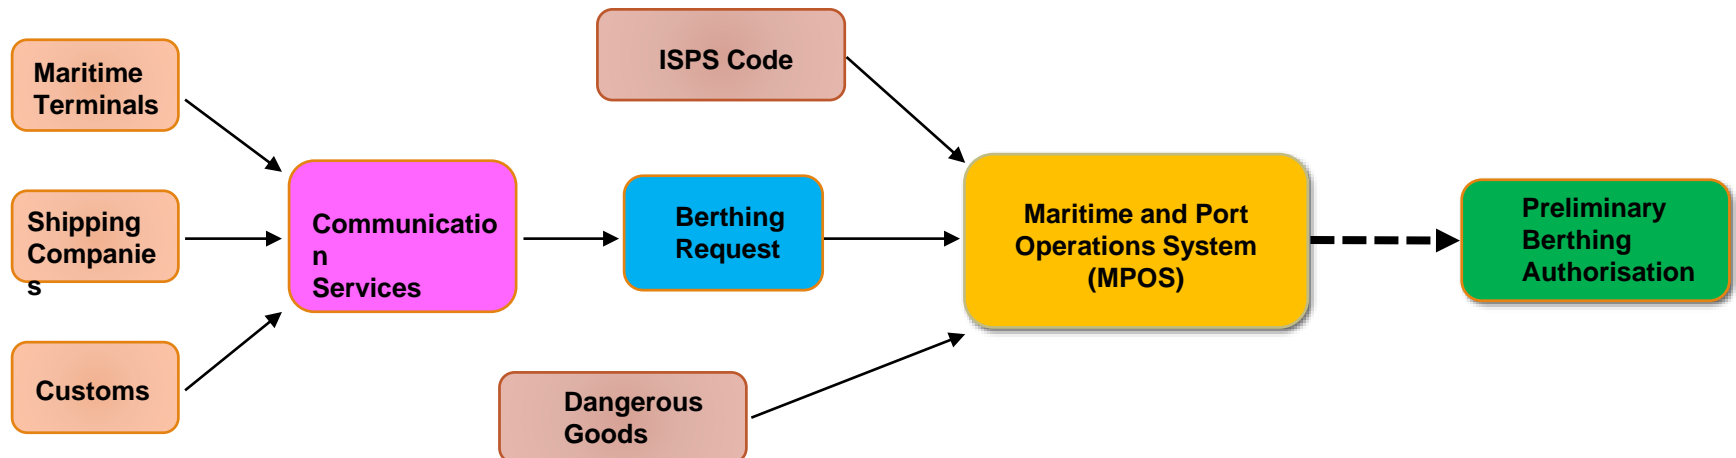 Maritime
Terminals
Shipping
Companie
s
Customs
Communicatio
n
Services
ISPS Code
Berthing
Request
Dangerous
Goods
Maritime and Port
Operations System
(MPOS)
Preliminary
Berthing
Authorisation